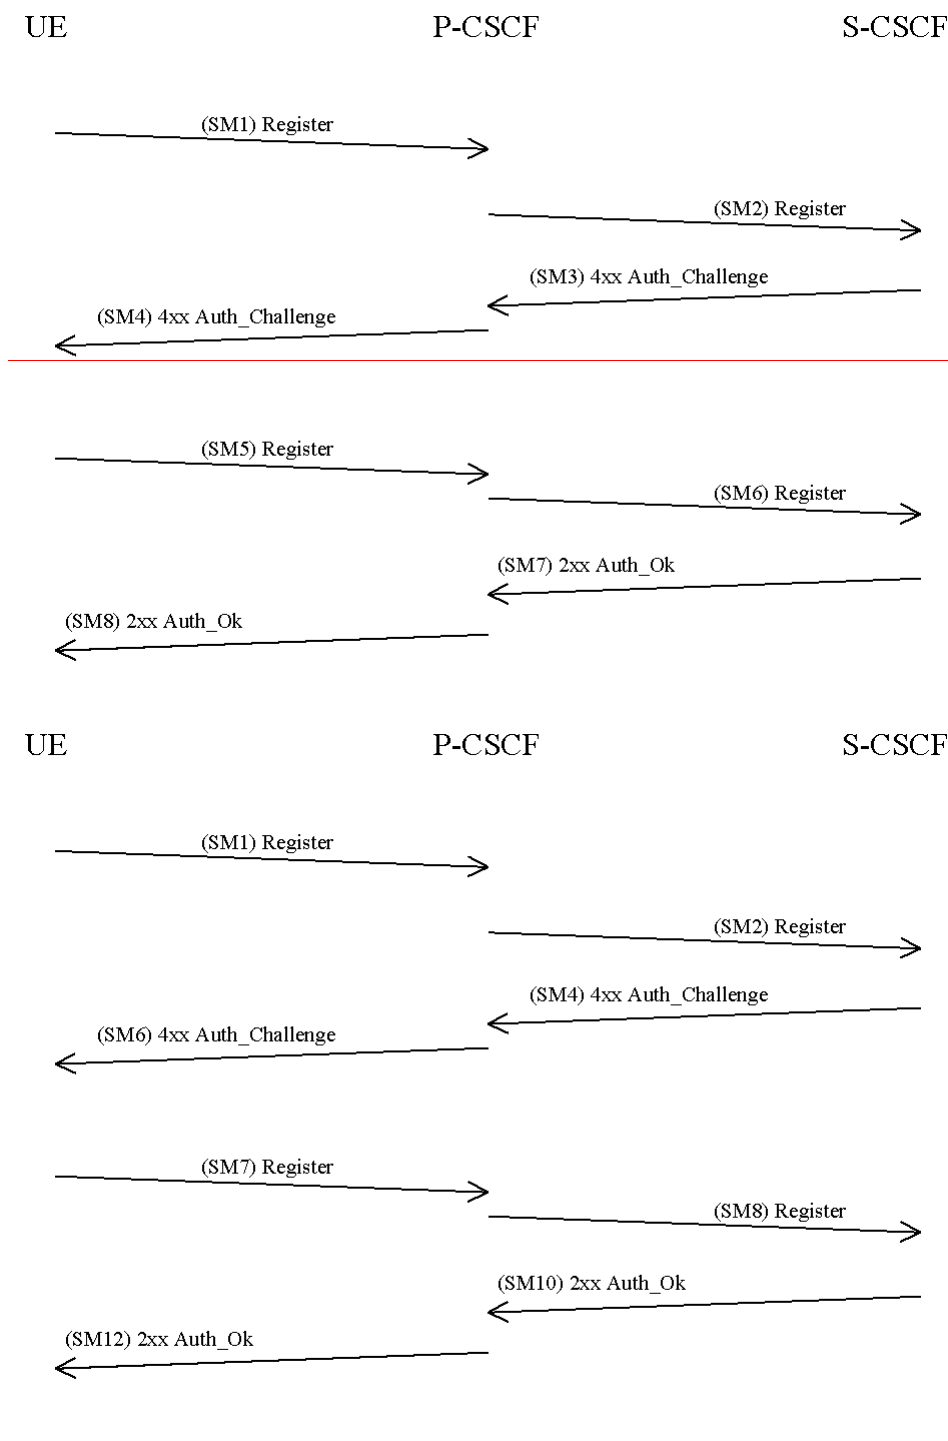 UE P-CSCF S-CSCF
(SM1) Register
(SM2) Register
(SM3) 4xx Auth_Challenge
(SM4) 4xx Auth_Challenge
(SM5) Register
(SM6) Register
(SM7) 2xx Auth_Ok
(SM8) 2xx Auth_Ok
UE P-CSCF S-CSCF
(SM1) Register
(SM2) Register
(SM4) 4xx Auth_Challenge
(SM6) 4xx Auth_Challenge
(SM7) Register
(SM8) Register
(SM10) 2xx Auth_Ok
(SM12) 2xx Auth_Ok